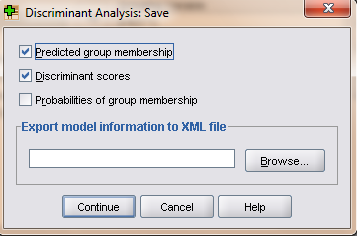 Discriminant Analysis: Save
Predicted group membership
Discriminant scores
Probabilities of group membership
Export model information to XML file
Browse...
Continue Cancel Help